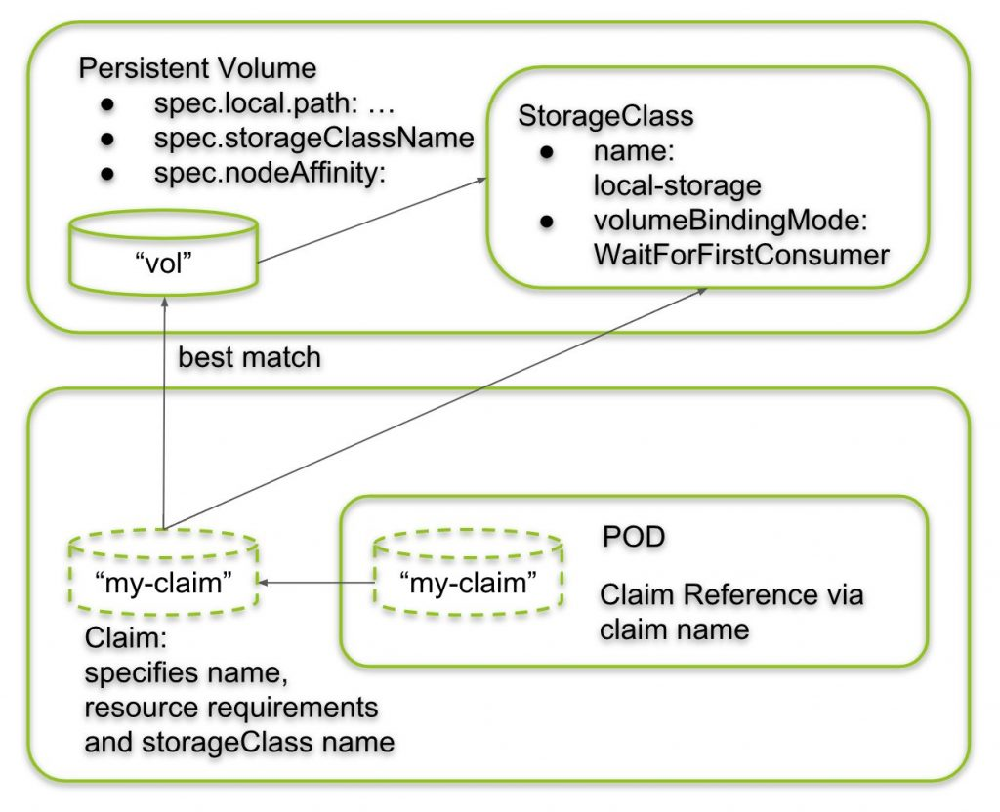 Persistent Volume
● spec.local.path: …
● spec.storageClassName
● spec.nodeAffinity:
“vol”
StorageClass
● name:
local-storage
● volumeBindingMode:
WaitForFirstConsumer
best match
“my-claim”
Claim:
specifies name,
resource requirements
and storageClass name
“my-claim”
POD
Claim Reference via
claim name